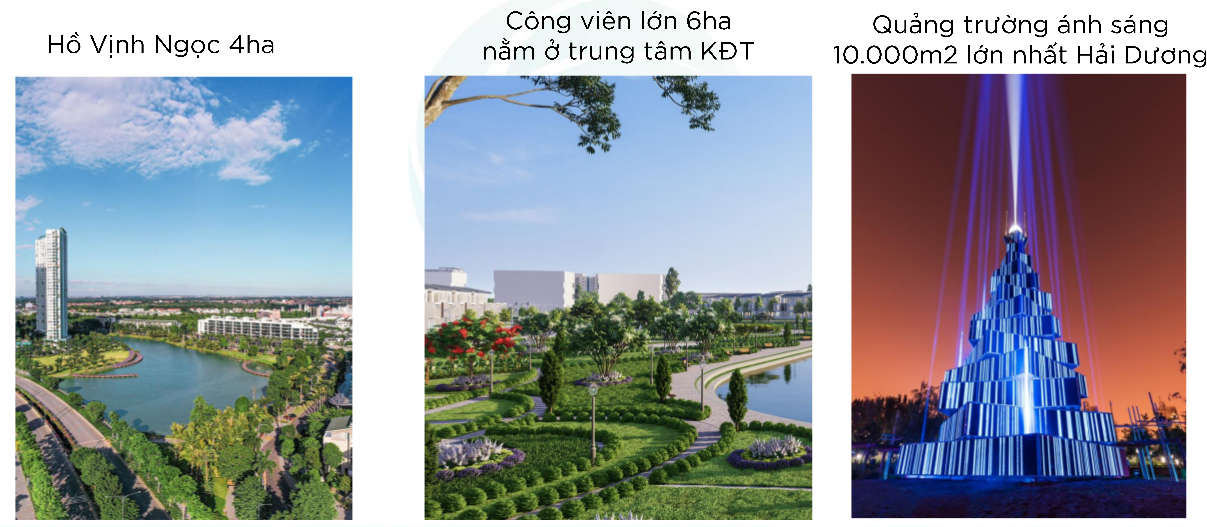 Hồ Vịnh Ngọc 4ha
Công viên lớn 6ha
nằm ở trung tâm KĐT
Quảng trường ánh sáng
10.000m2 lớn nhất Hải Dương